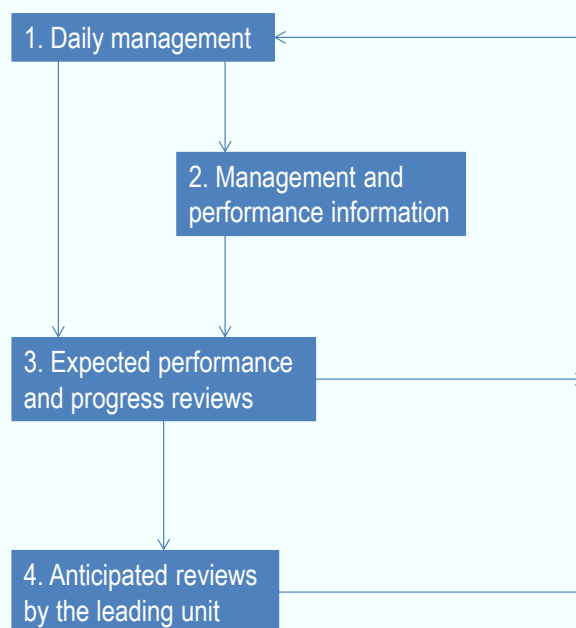 1. Daily management
2. Management and
performance information
3. Expected performance
and progress reviews
4. Anticipated reviews
by the leading unit